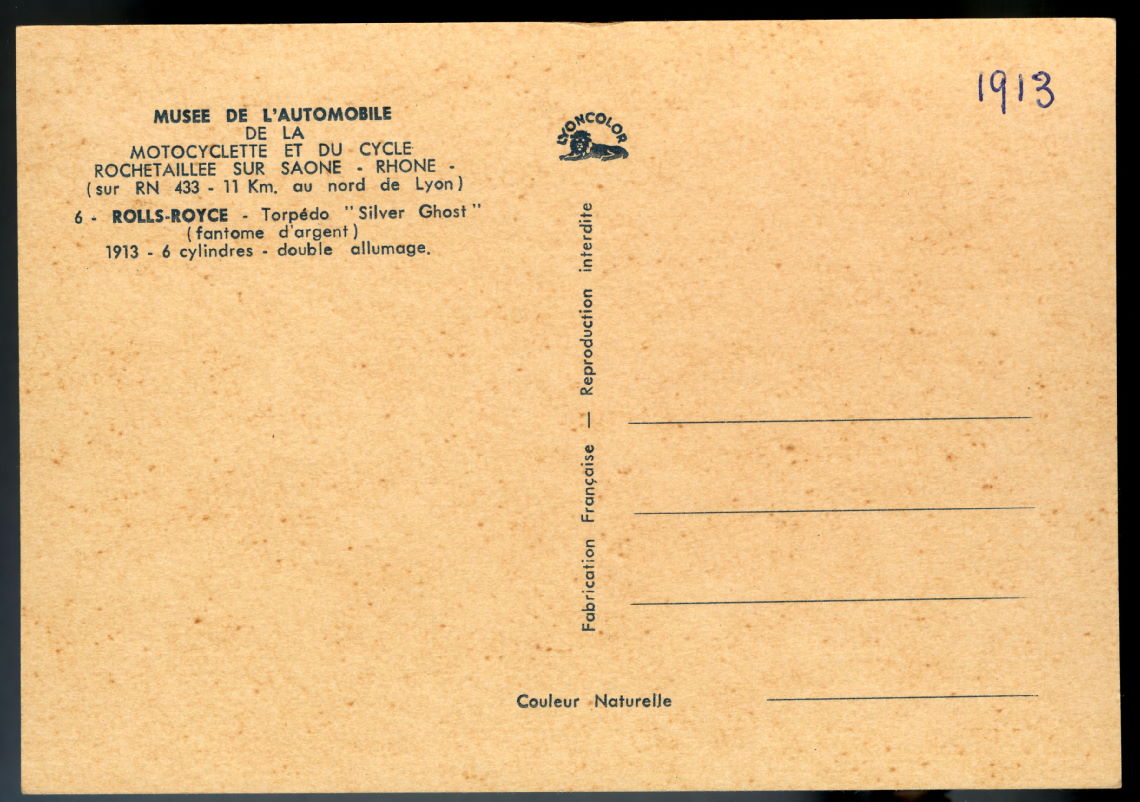 1913
MUSEE DE L'AUTOMOBILE
DE LA
MOTOCYCLETTE ET DU CYCLE
ROCHETAILLEE SUR SAONE - RHONE -
(sur RN 433 - 11 Km. au nord de Lyon)
6 - ROLLS-ROYCE - Torpédo "Silver Ghost"
(fantome d'argent)
1913 - 6 cylindres - double allumage.
LYONCOLOR
Fabrication Française — Reproduction interdite
Couleur Naturelle